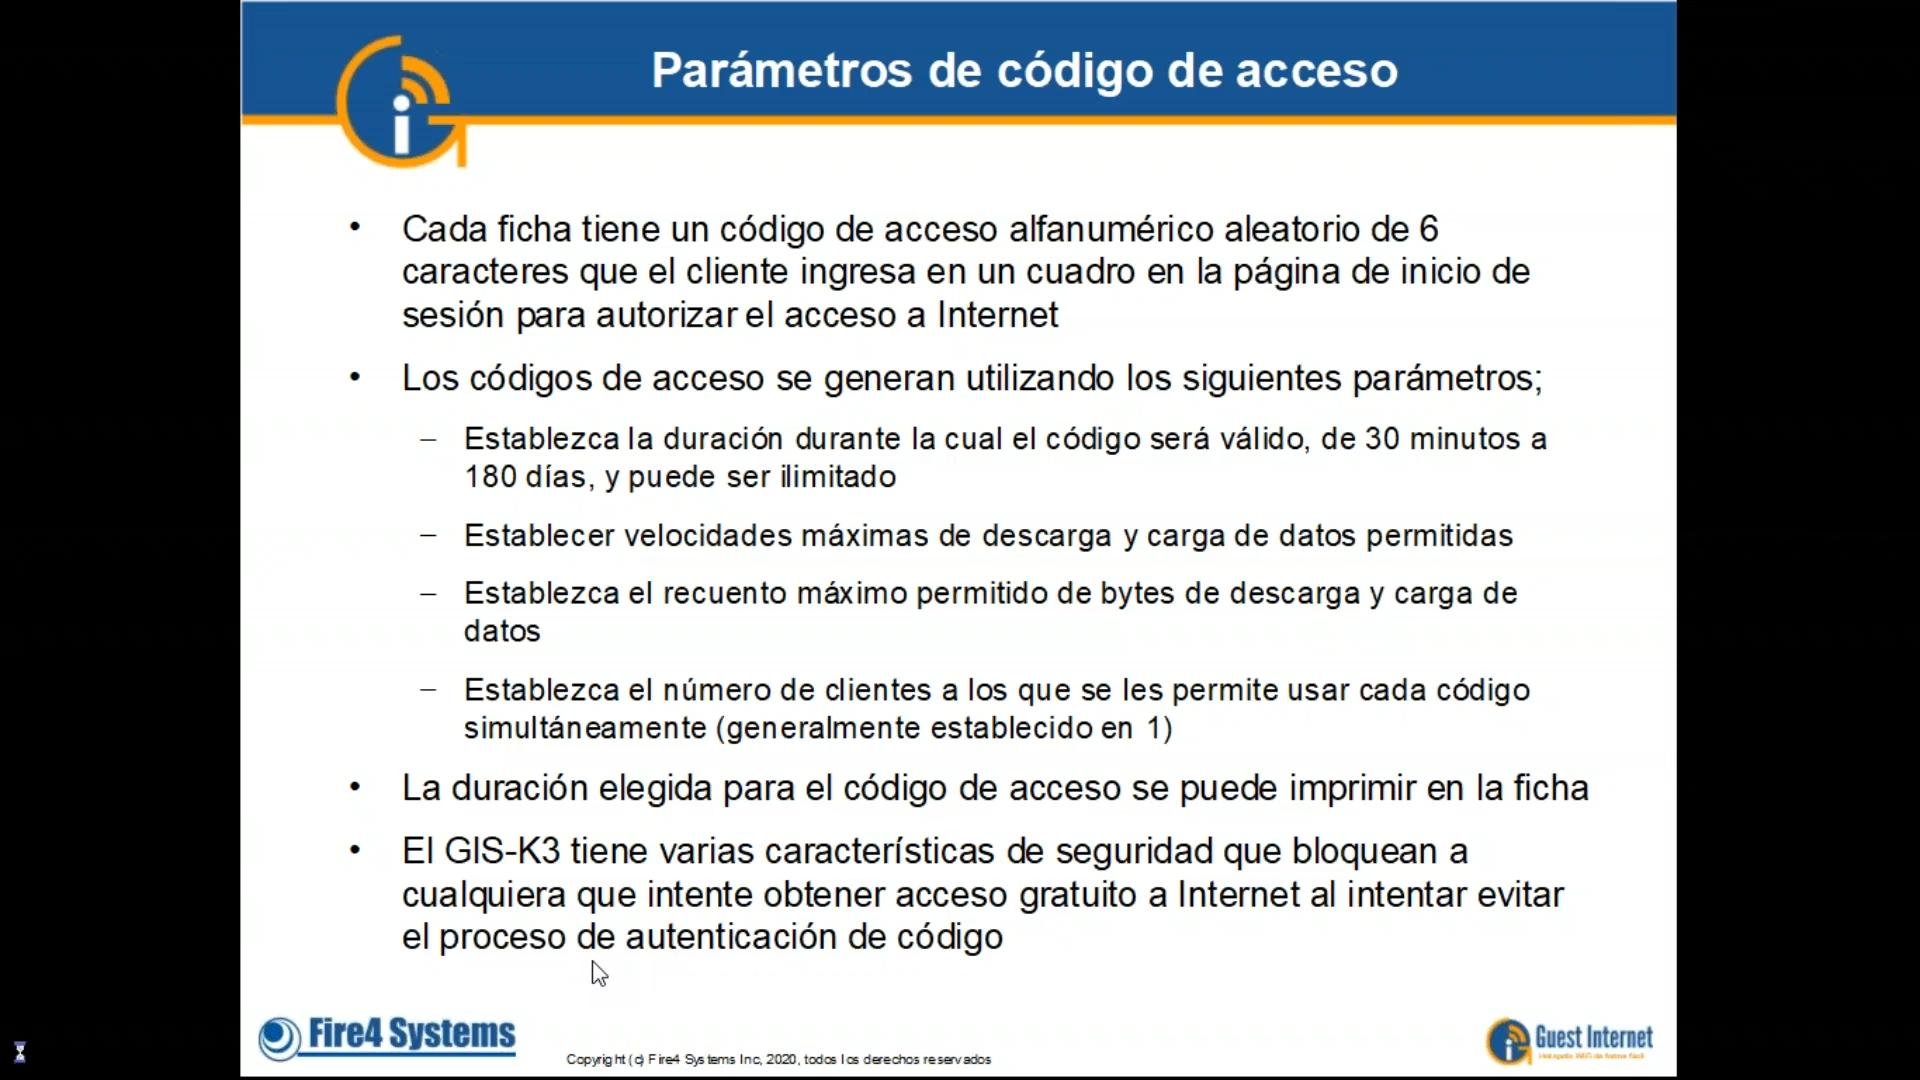 Parámetros de código de acceso
• Cada ficha tiene un código de acceso alfanumérico aleatorio de 6
caracteres que el cliente ingresa en un cuadro en la página de inicio de
sesión para autorizar el acceso a Internet
• Los códigos de acceso se generan utilizando los siguientes parámetros;
– Establezca la duración durante la cual el código será válido, de 30 minutos a
180 días, y puede ser ilimitado
– Establecer velocidades máximas de descarga y carga de datos permitidas
– Establezca el recuento máximo permitido de bytes de descarga y carga de
datos
– Establezca el número de clientes a los que se les permite usar cada código
simultáneamente (generalmente establecido en 1)
• La duración elegida para el código de acceso se puede imprimir en la ficha
• El GIS-K3 tiene varias características de seguridad que bloquean a
cualquiera que intente obtener acceso gratuito a Internet al intentar evitar
el proceso de autenticación de código
Fire4 Systems
Copyright (c) Fire4 Systems Inc, 2020, todos los derechos reservados
Guest Internet
Hotspots WiFi de forma fácil